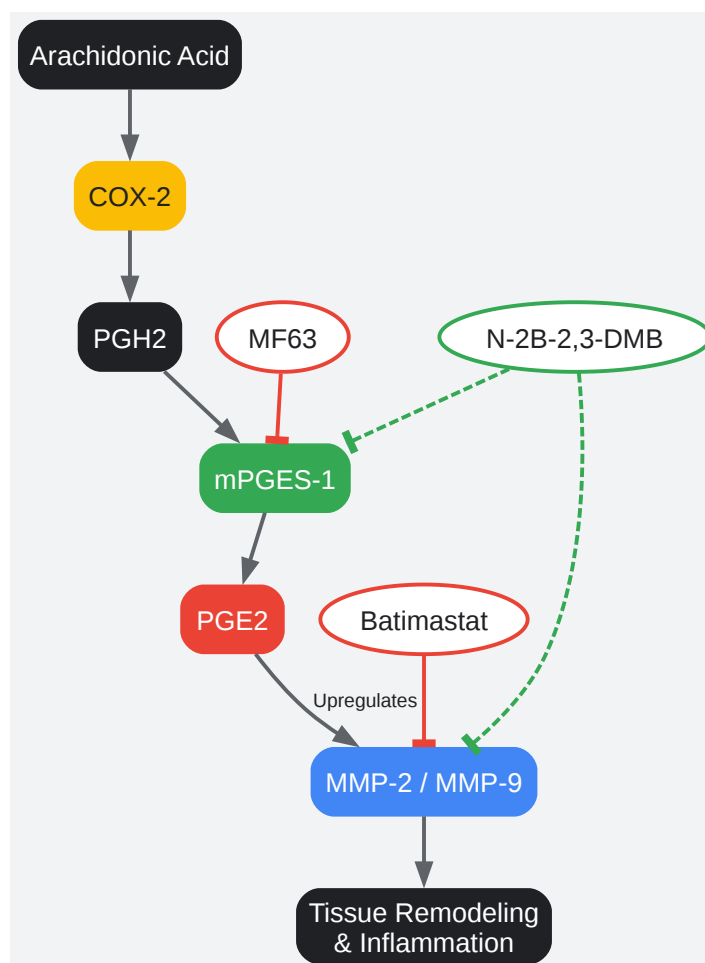 Arachidonic Acid
COX-2
PGH2
MF63
N-2B-2,3-DMB
mPGES-1
PGE2
Batimastat
Upregulates
MMP-2 / MMP-9
Tissue Remodeling
& Inflammation